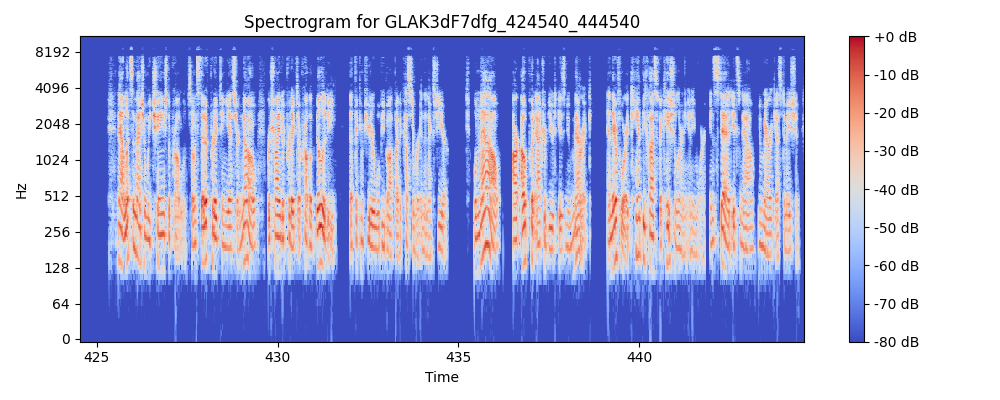 Spectrogram for GLAK3dF7dfg_424540_444540
8192
4096
2048
1024
512
256
128
64
0
Hz
425
430
435
440
Time
+0 dB
-10 dB
-20 dB
-30 dB
-40 dB
-50 dB
-60 dB
-70 dB
-80 dB